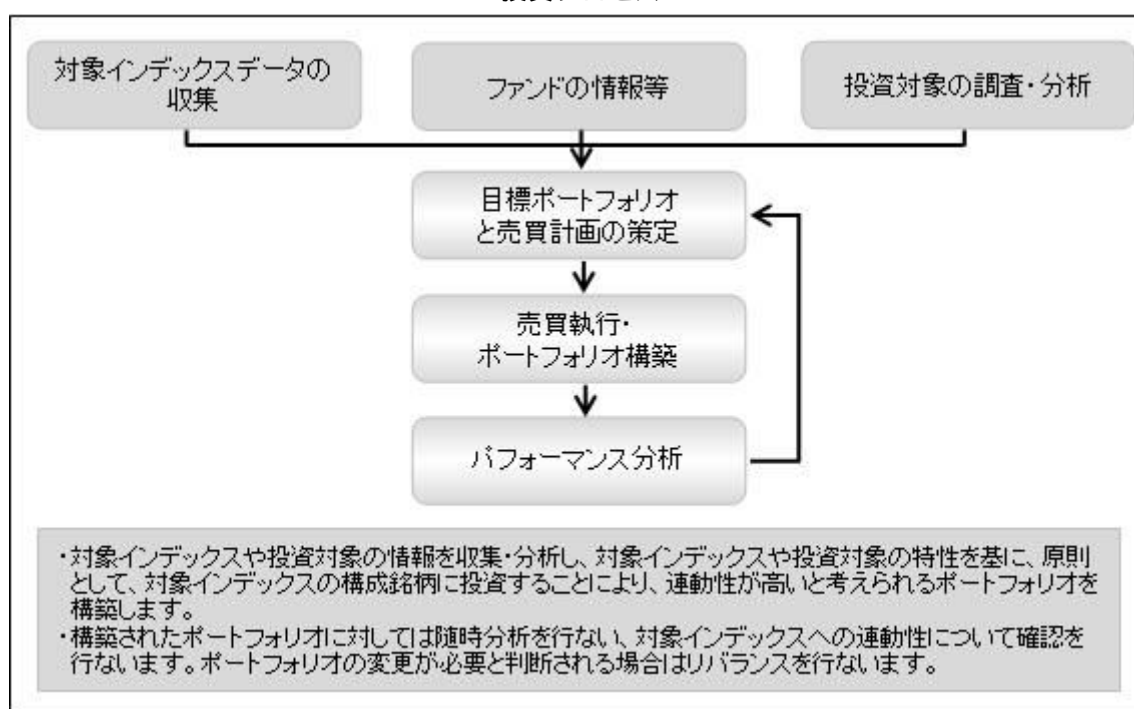 対象インデックスデータの
収集
ファンドの情報等
投資対象の調査・分析
目標ポートフォリオ
と売買計画の策定
売買執行・
ポートフォリオ構築
パフォーマンス分析
・対象インデックスや投資対象の情報を収集・分析し、対象インデックスや投資対象の特性を基に、原則
として、対象インデックスの構成銘柄に投資することにより、連動性が高いと考えられるポートフォリオを
構築します。
・構築されたポートフォリオに対しては随時分析を行ない、対象インデックスへの連動性について確認を
行ないます。ポートフォリオの変更が必要と判断される場合はリバランスを行ないます。